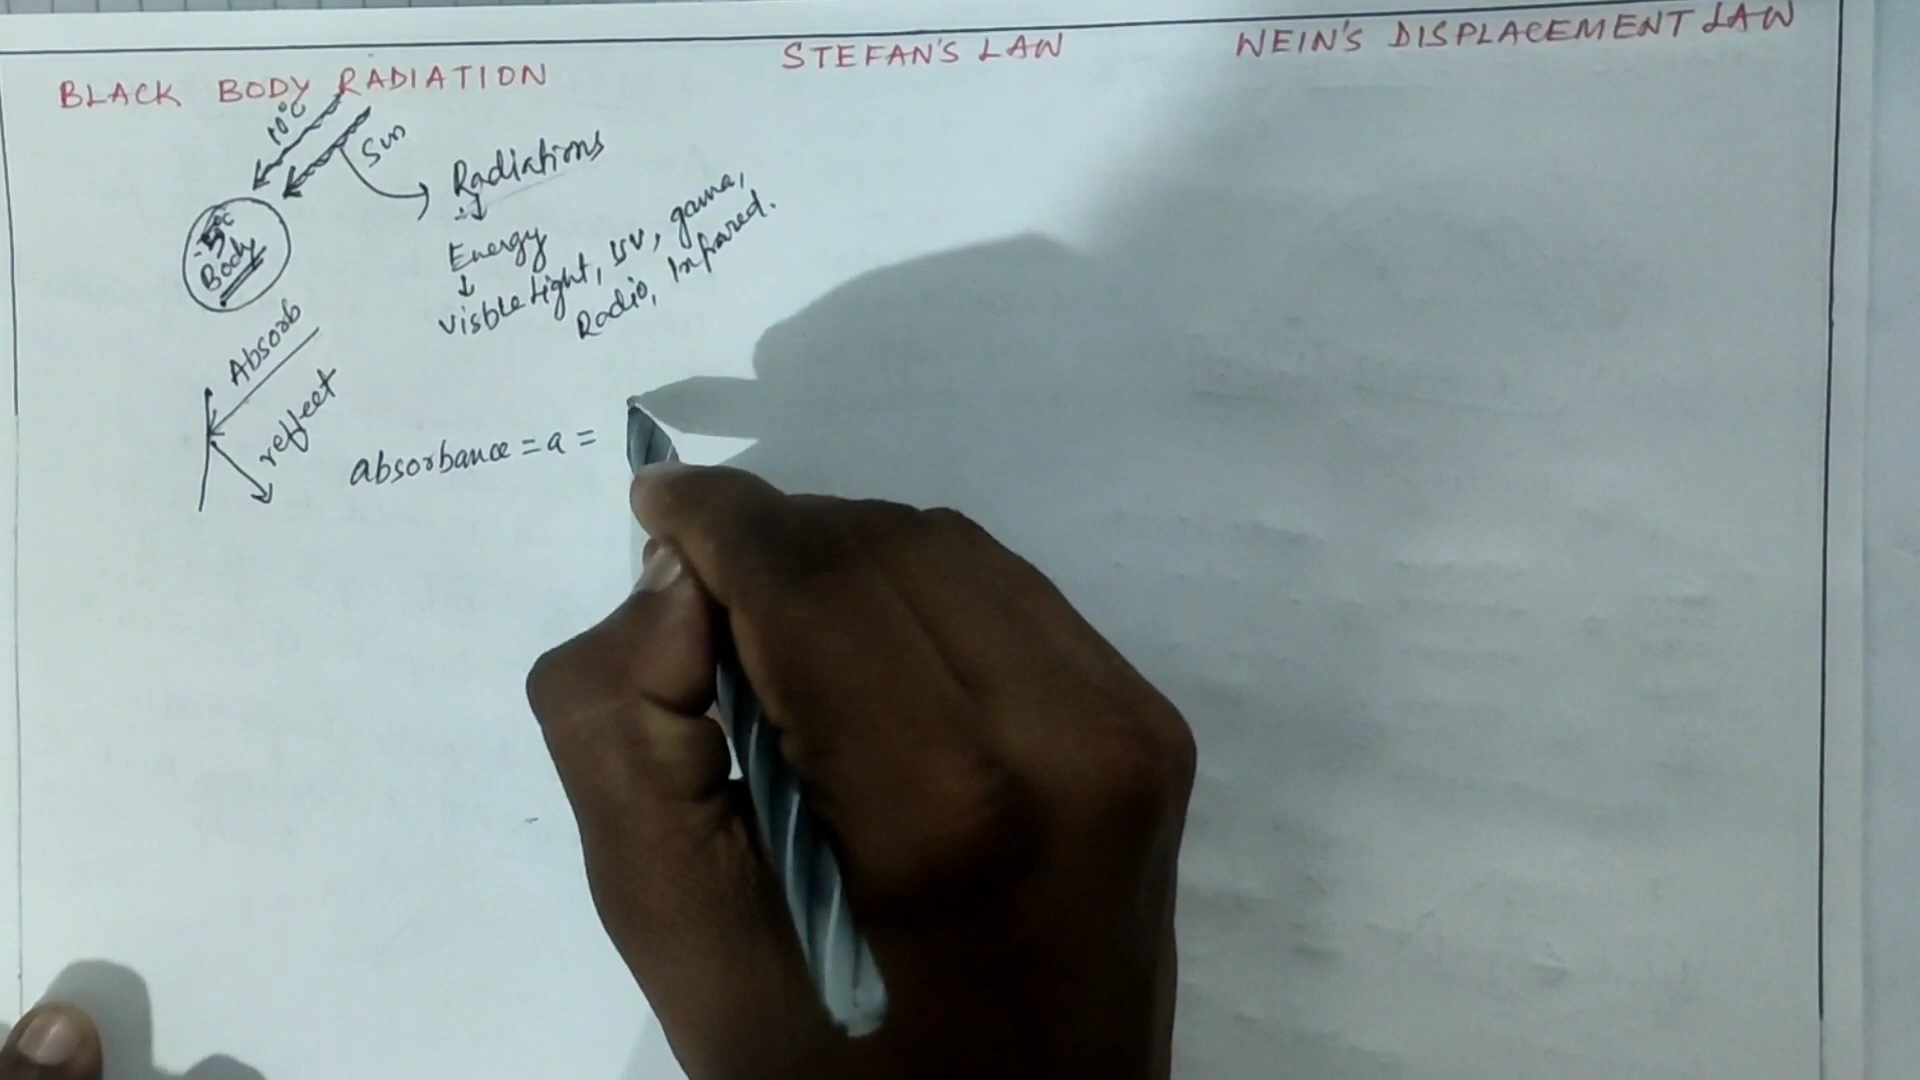 BLACK BODY RADIATION
STEFAN'S LAW
WEIN'S DISPLACEMENT LAW
10°C
Sun
Radiations
Energy
visble light, UV, gama,
Radio, Infrared.
Body
Absorb
reflect
absorbance = a =